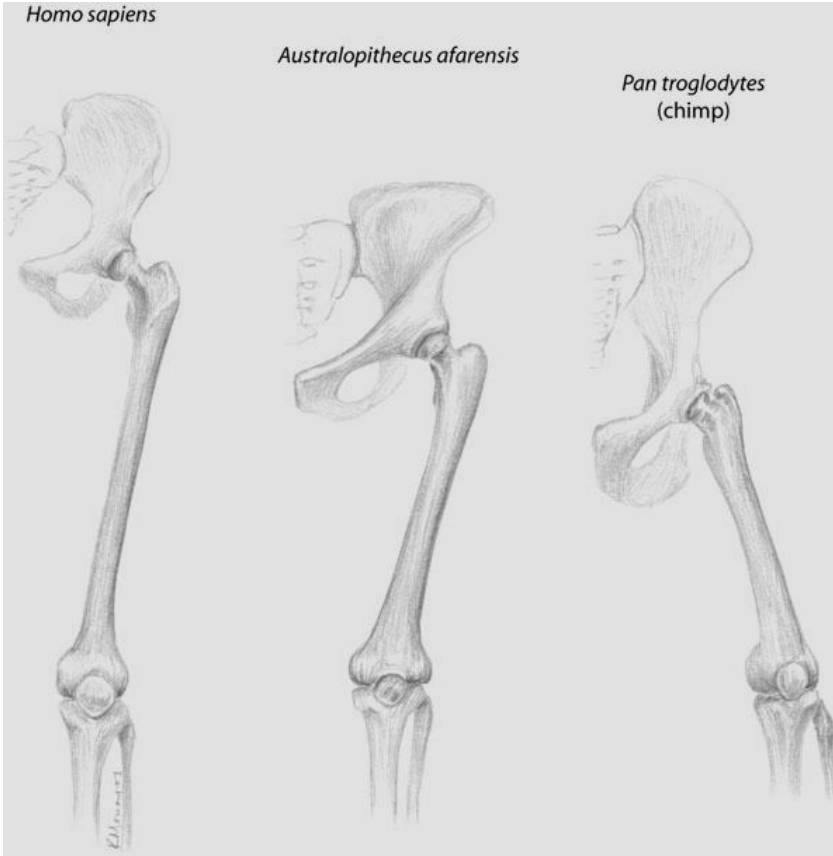 Homo sapiens
Australopithecus afarensis
Pan troglodytes
(chimp)